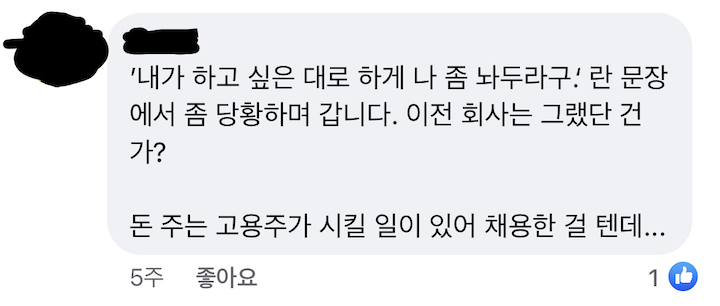 '내가 하고 싶은 대로 하게 나 좀 놔두라구.' 란 문장
에서 좀 당황하며 갑니다. 이전 회사는 그랬단 건
가?
돈 주는 고용주가 시킬 일이 있어 채용한 걸 텐데...
5주 좋아요 1